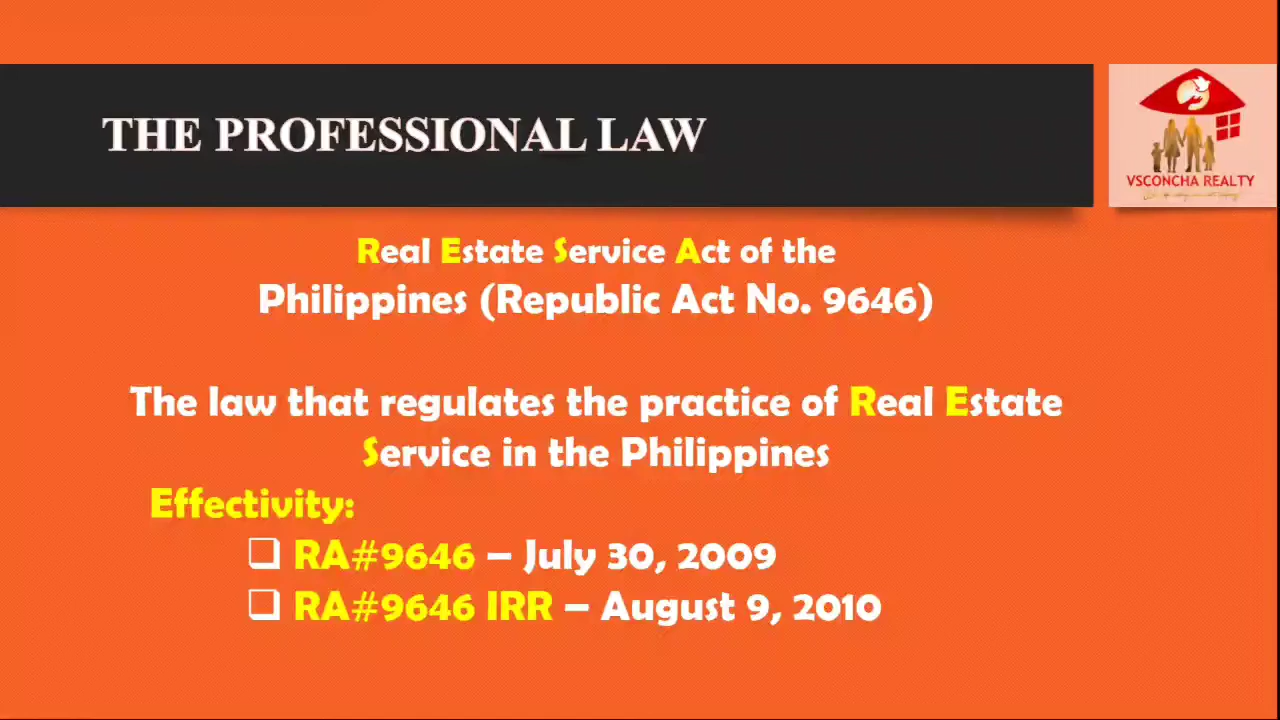 THE PROFESSIONAL LAW
VSCONCHA REALTY
Real Estate Service Act of the
Philippines (Republic Act No. 9646)
The law that regulates the practice of Real Estate
Service in the Philippines
Effectivity:
❑ RA#9646 – July 30, 2009
❑ RA#9646 IRR – August 9, 2010